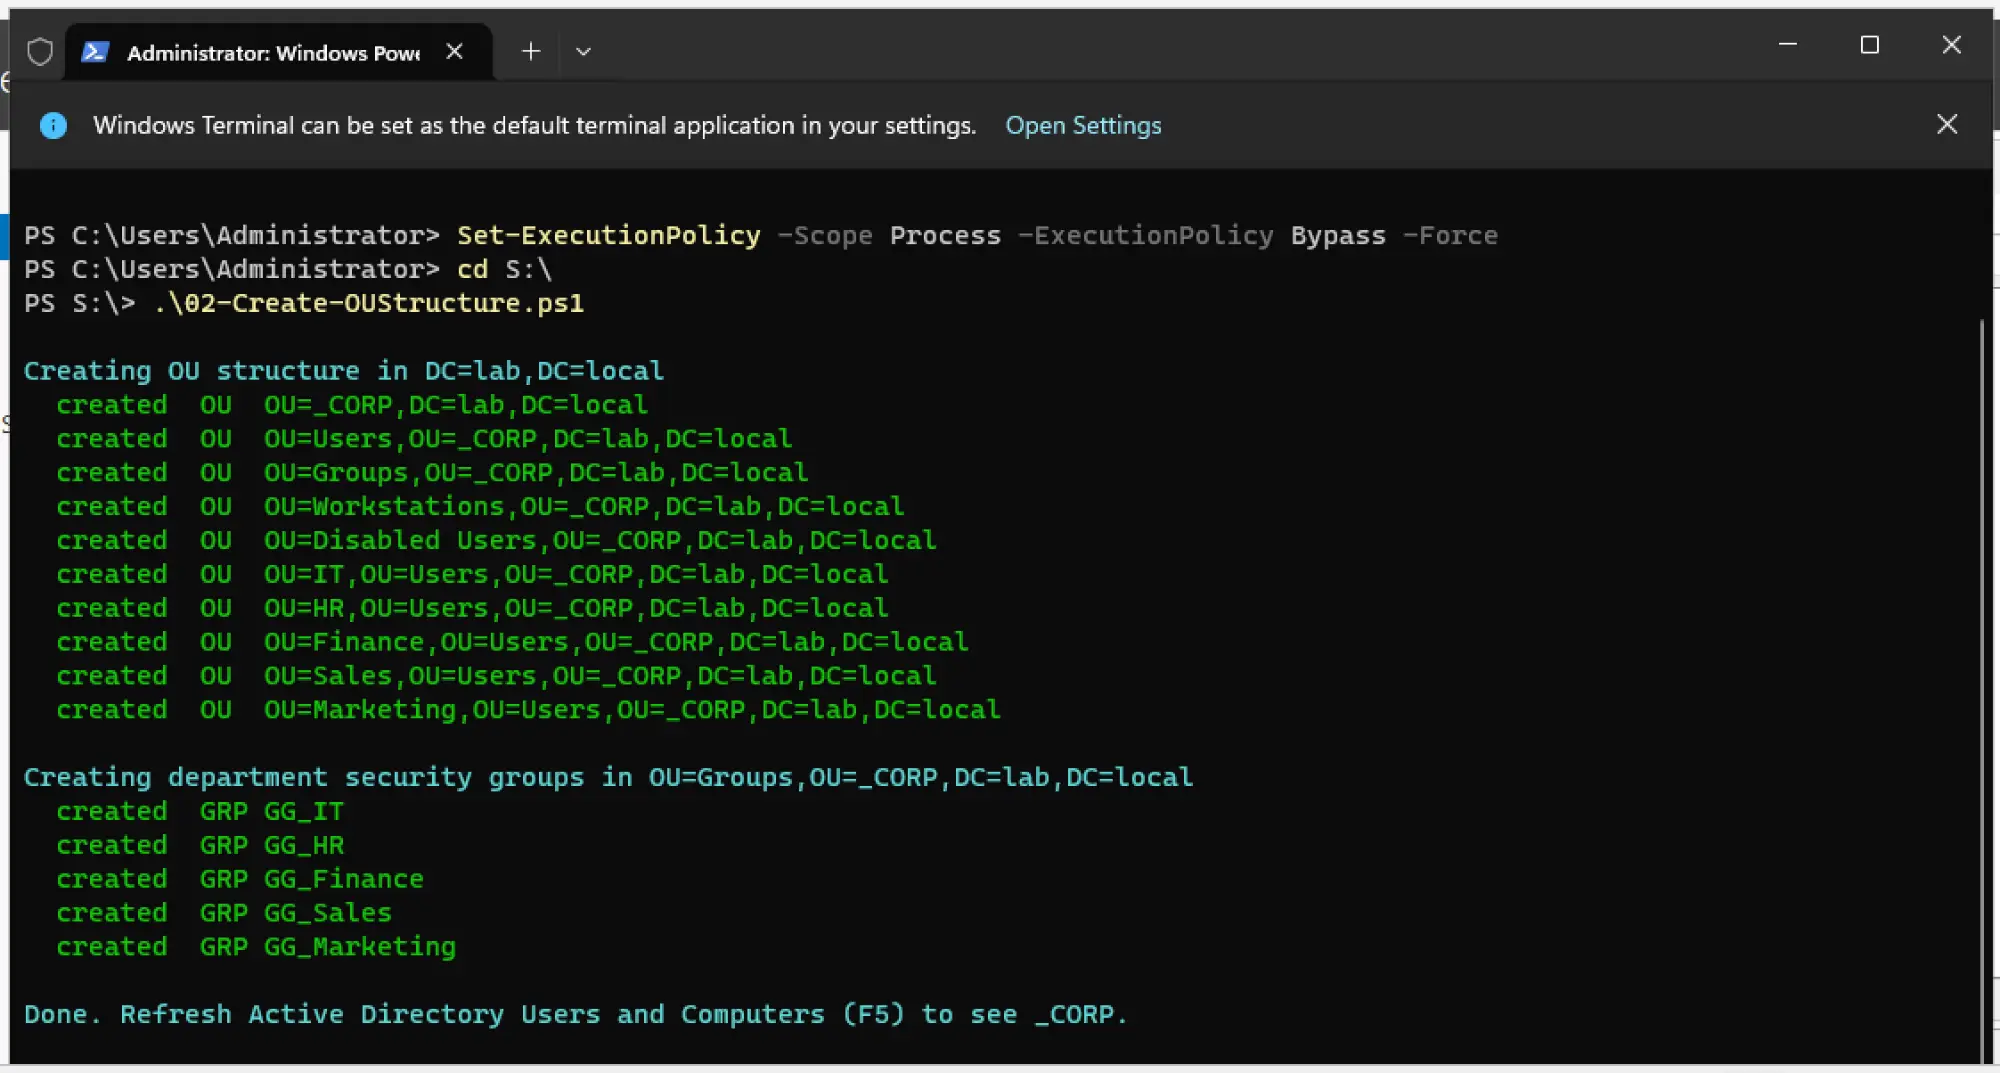 Administrator: Windows Powe
Windows Terminal can be set as the default terminal application in your settings. Open Settings
PS C:\Users\Administrator> Set-ExecutionPolicy -Scope Process -ExecutionPolicy Bypass -Force
PS C:\Users\Administrator> cd S:\
PS S:\> .\02-Create-OUStructure.ps1
Creating OU structure in DC=lab,DC=local
created OU OU=_CORP,DC=lab,DC=local
created OU OU=Users,OU=_CORP,DC=lab,DC=local
created OU OU=Groups,OU=_CORP,DC=lab,DC=local
created OU OU=Workstations,OU=_CORP,DC=lab,DC=local
created OU OU=Disabled Users,OU=_CORP,DC=lab,DC=local
created OU OU=IT,OU=Users,OU=_CORP,DC=lab,DC=local
created OU OU=HR,OU=Users,OU=_CORP,DC=lab,DC=local
created OU OU=Finance,OU=Users,OU=_CORP,DC=lab,DC=local
created OU OU=Sales,OU=Users,OU=_CORP,DC=lab,DC=local
created OU OU=Marketing,OU=Users,OU=_CORP,DC=lab,DC=local
Creating department security groups in OU=Groups,OU=_CORP,DC=lab,DC=local
created GRP GG_IT
created GRP GG_HR
created GRP GG_Finance
created GRP GG_Sales
created GRP GG_Marketing
Done. Refresh Active Directory Users and Computers (F5) to see _CORP.